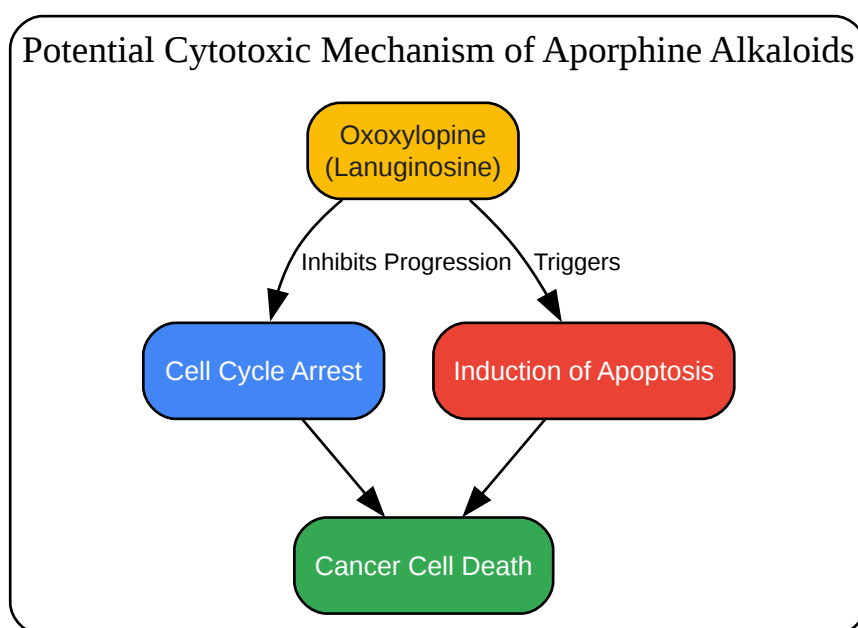 Potential Cytotoxic Mechanism of Aporphine Alkaloids
Oxoxylopine
(Lanuginosine)
Inhibits Progression
Triggers
Cell Cycle Arrest
Induction of Apoptosis
Cancer Cell Death